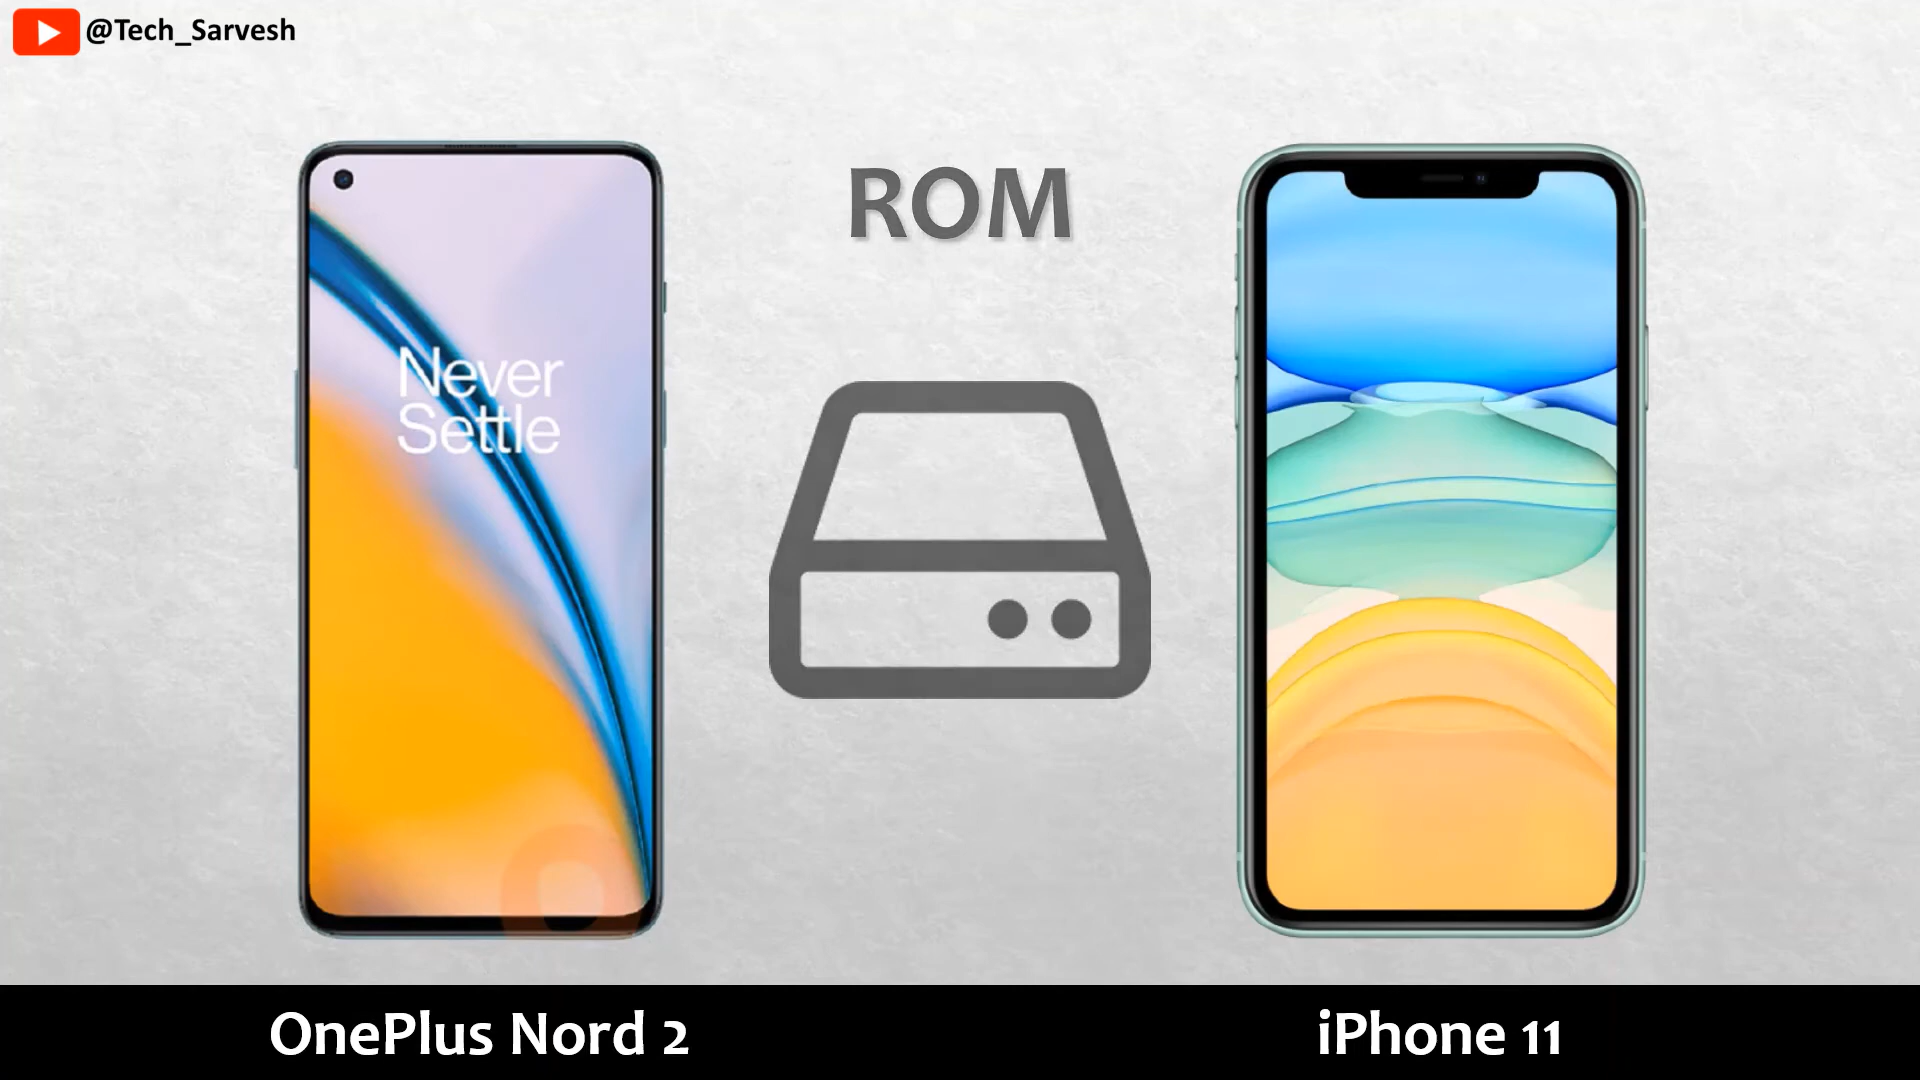 @Tech_Sarvesh
ROM
Never
Settle
OnePlus Nord 2
iPhone 11